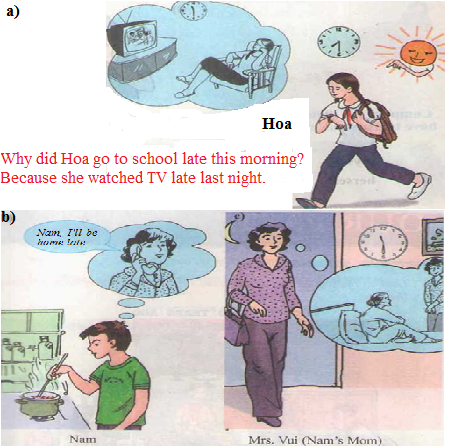 a)
Hoa
Why did Hoa go to school late this morning?
Because she watched TV late last night.
b)
Nam, I'll be
home late
c)
Nam
Mrs. Vui (Nam's Mom)